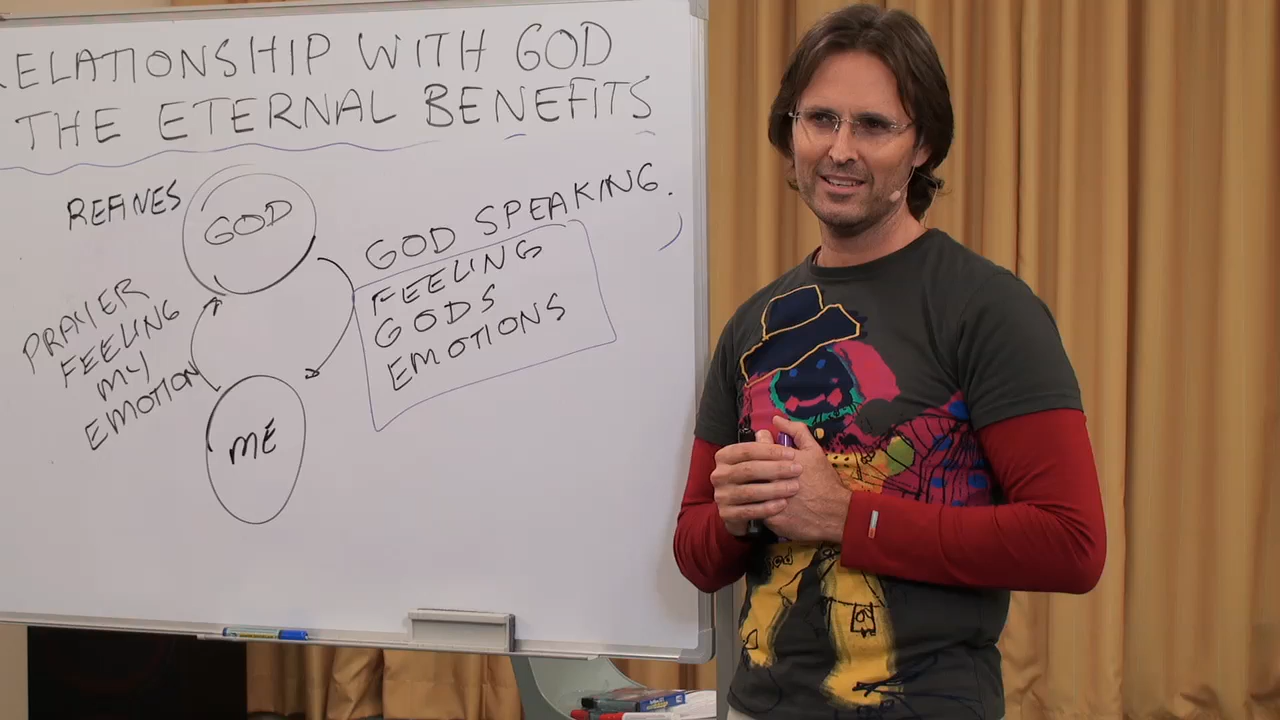 RELATIONSHIP WITH GOD
THE ETERNAL BENEFITS
REFINES
GOD
GOD SPEAKING.
FEELING
GODS
EMOTIONS
PRAYER
FEELING
MY
EMOTION
ME